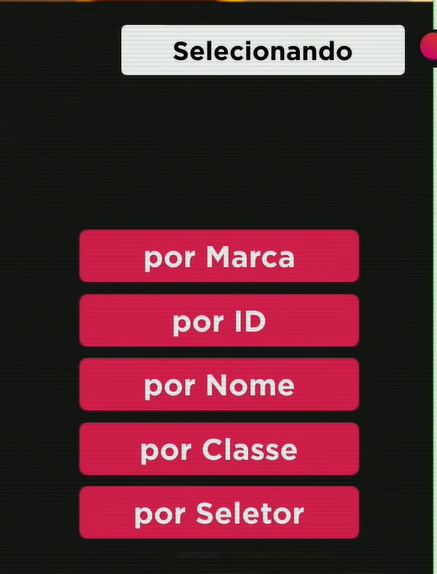 Selecionando
por Marca
por ID
por Nome
por Classe
por Seletor